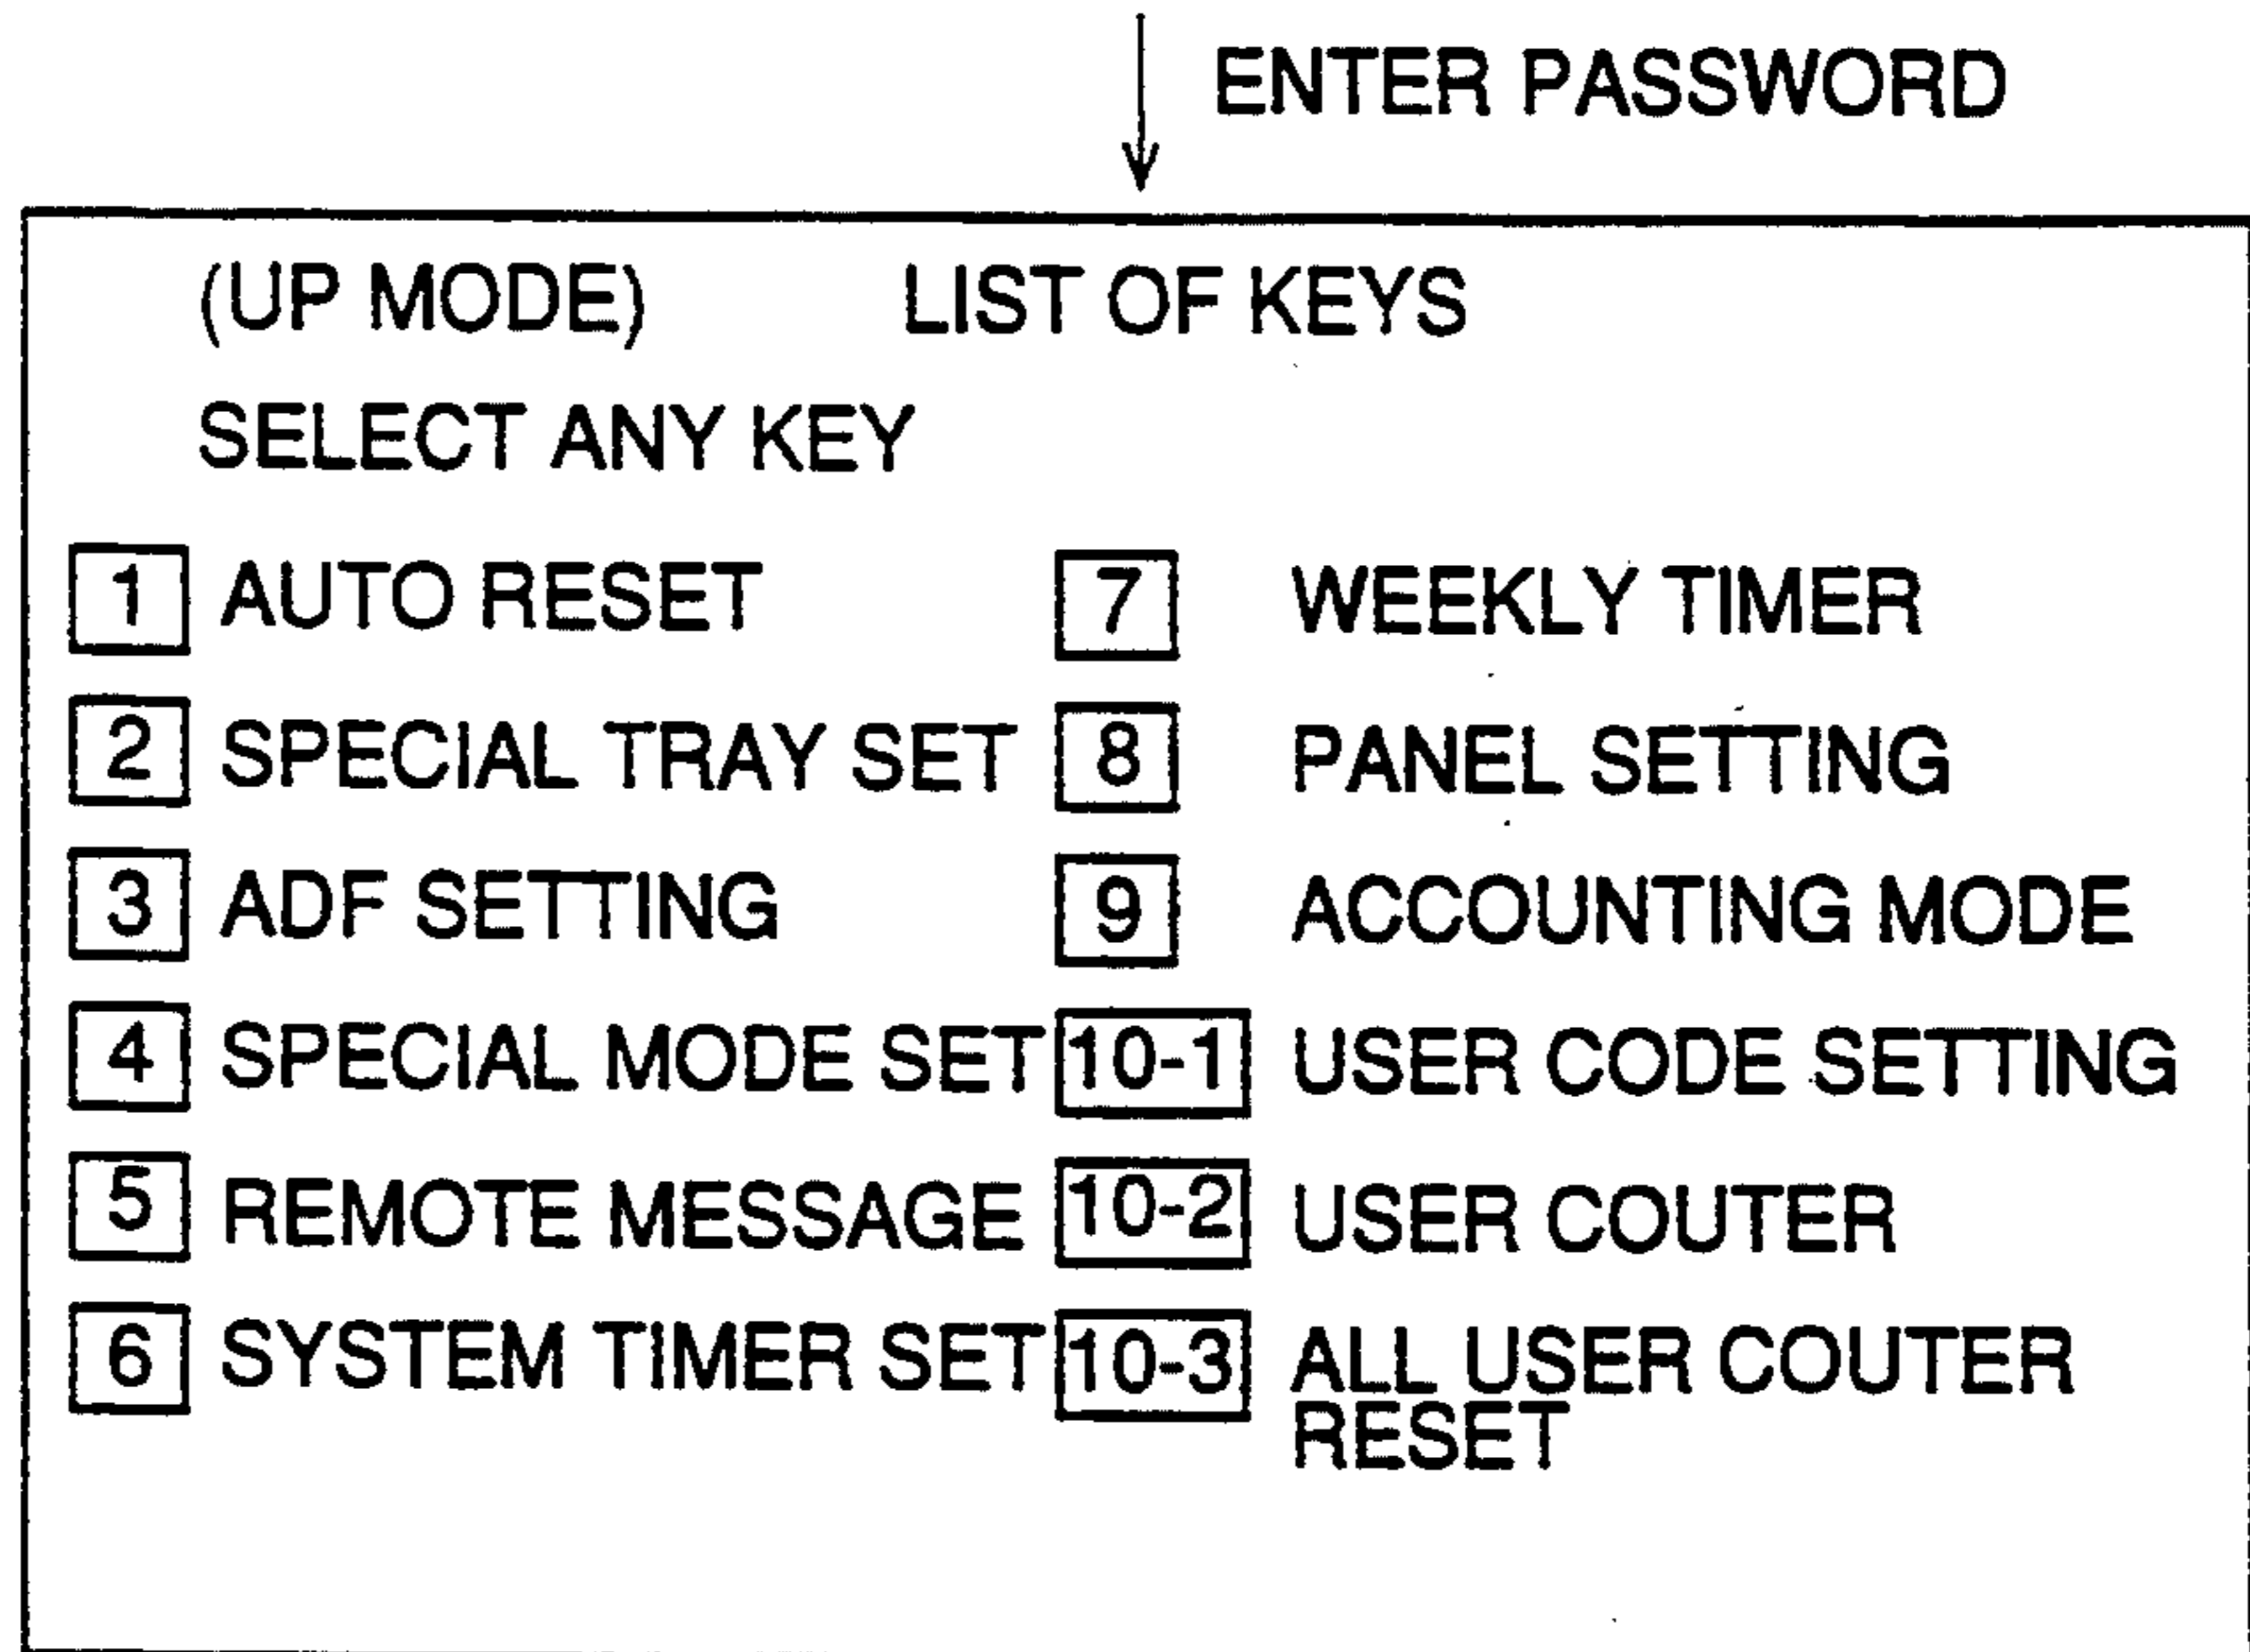 ENTER PASSWORD
(UP MODE) LIST OF KEYS
SELECT ANY KEY
1 AUTO RESET 7 WEEKLY TIMER
2 SPECIAL TRAY SET 8 PANEL SETTING
3 ADF SETTING 9 ACCOUNTING MODE
4 SPECIAL MODE SET 10-1 USER CODE SETTING
5 REMOTE MESSAGE 10-2 USER COUTER
6 SYSTEM TIMER SET 10-3 ALL USER COUTER
RESET